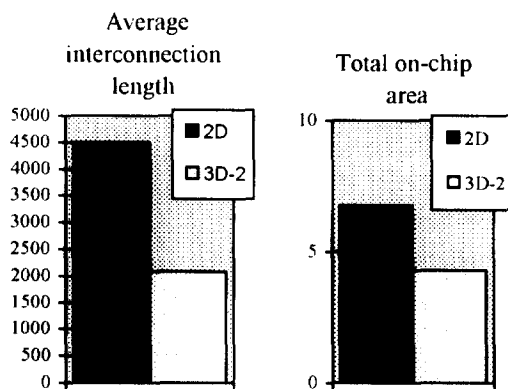 Average
interconnection
length
5000
4500
4000
3500
3000
2500
2000
1500
1000
500
0
2D
3D-2
Total on-chip
area
10
5
0
2D
3D-2